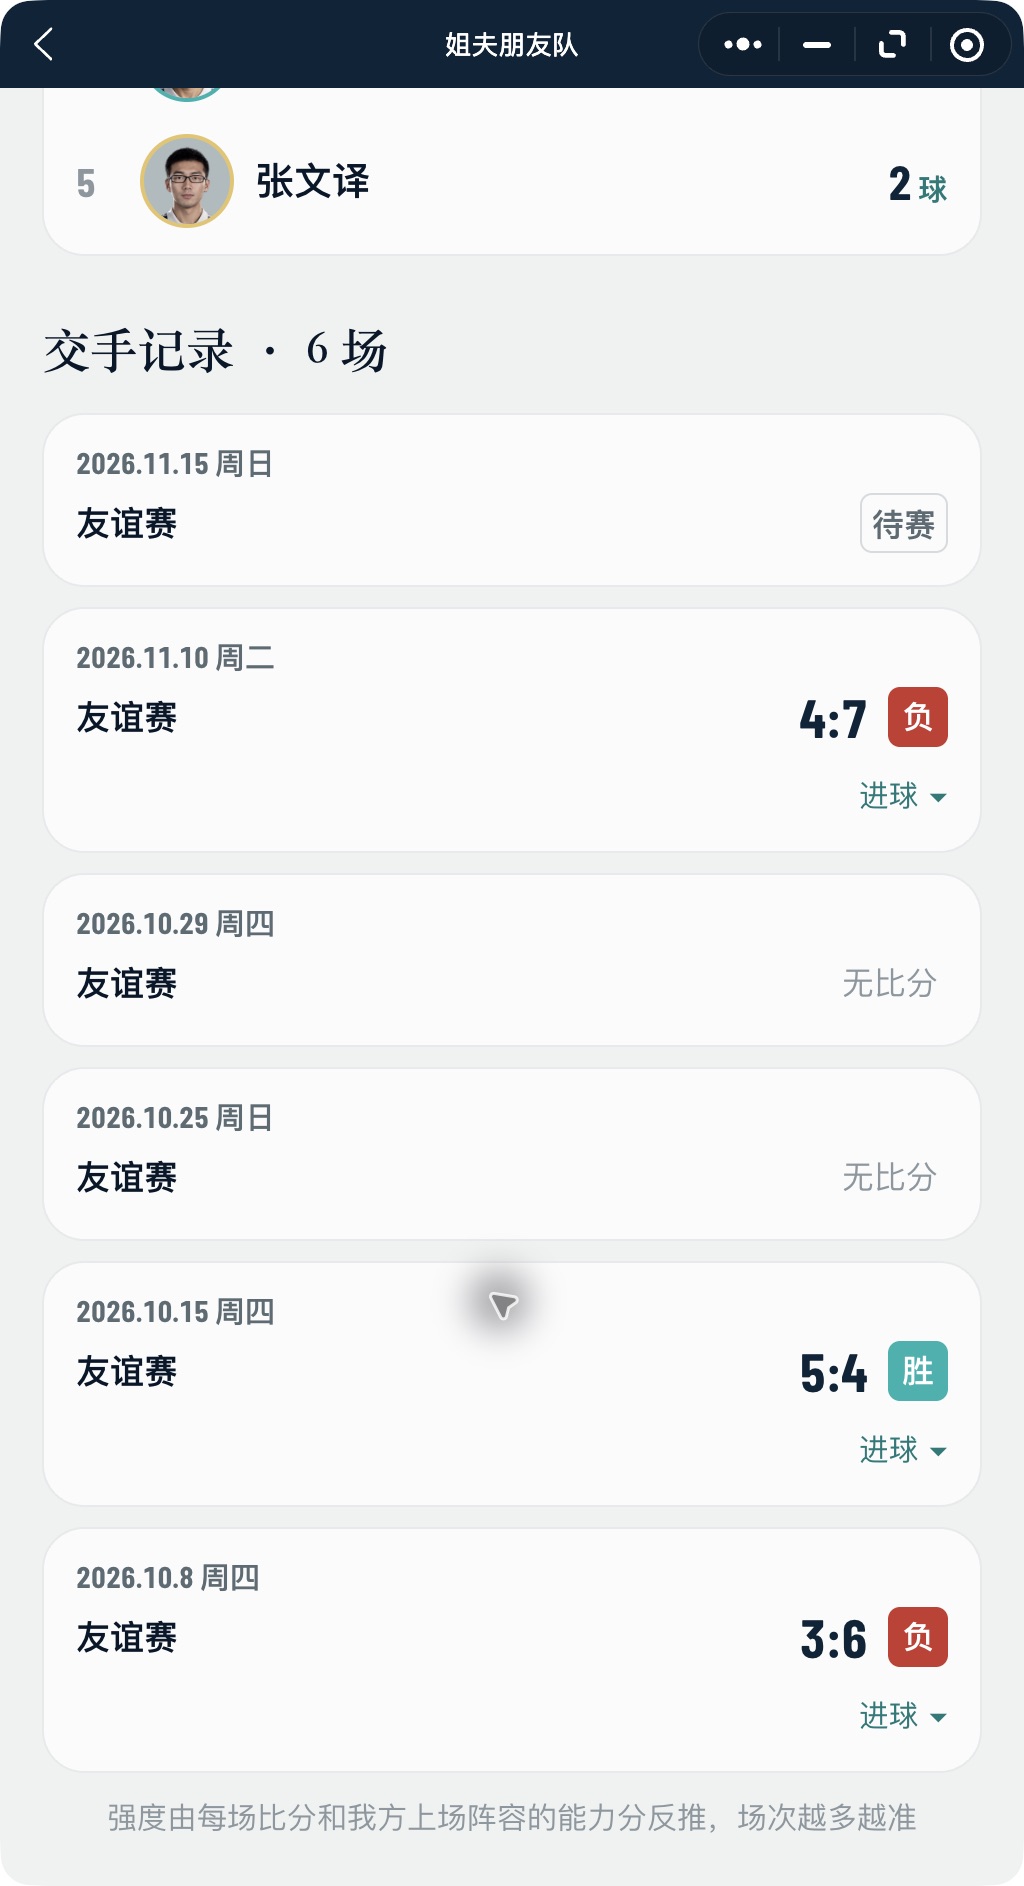 姐夫朋友队
5 张文译 2 球
交手记录 · 6 场
2026.11.15 周日
友谊赛 待赛
2026.11.10 周二
友谊赛 4:7 负
进球
2026.10.29 周四
友谊赛 无比分
2026.10.25 周日
友谊赛 无比分
2026.10.15 周四
友谊赛 5:4 胜
进球
2026.10.8 周四
友谊赛 3:6 负
进球
强度由每场比分和我方上场阵容的能力分反推，场次越多越准